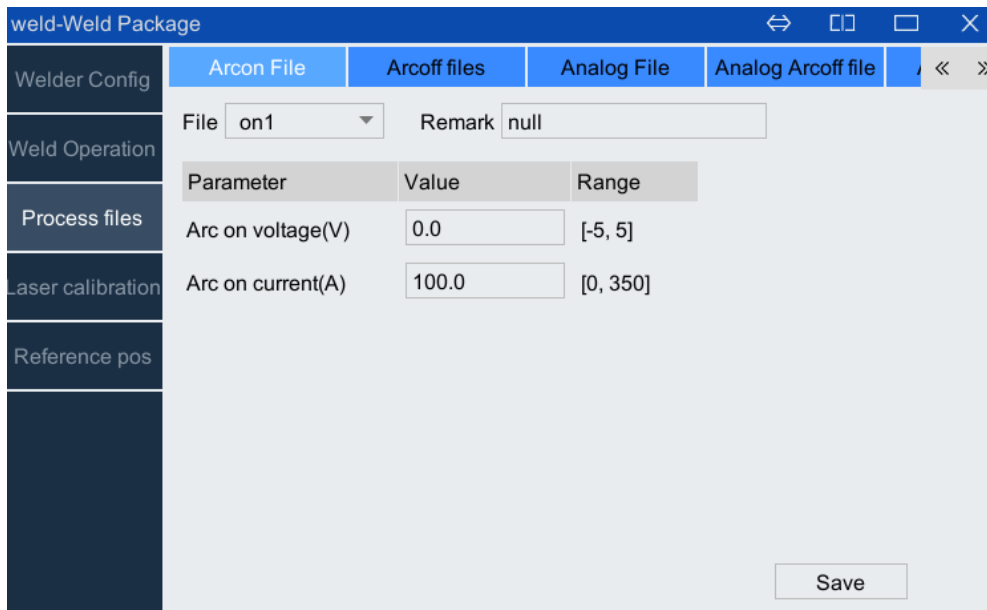 weld-Weld Package
Welder Config
Weld Operation
Process files
Laser calibration
Reference pos
Arcon File Arcoff files Analog File Analog Arcoff file
File on1 Remark null
Parameter Value Range
Arc on voltage(V) 0.0 [-5, 5]
Arc on current(A) 100.0 [0, 350]
Save